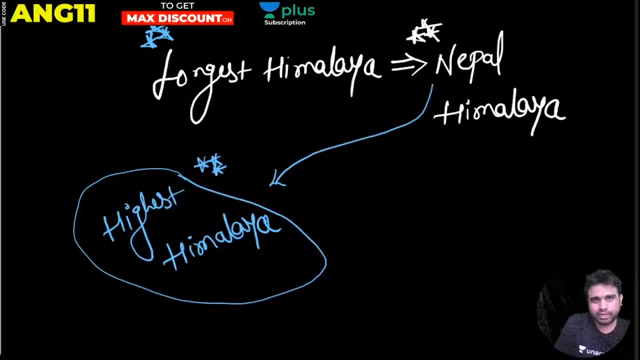 USE CODE
ANG11
TO GET
MAX DISCOUNT ON
plus
Subscription
Longest Himalaya ⇒ Nepal
Himalaya
Highest
Himalaya